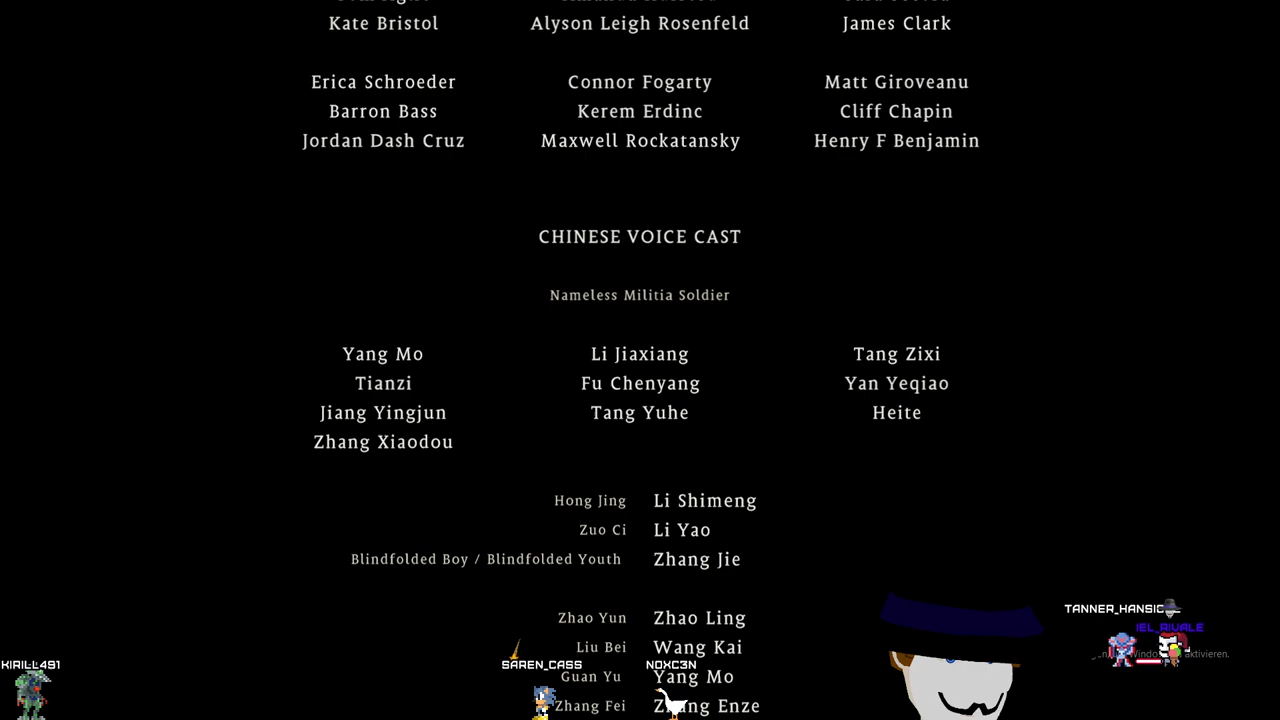 Kate Bristol Alyson Leigh Rosenfeld James Clark
Erica Schroeder Connor Fogarty Matt Giroveanu
Barron Bass Kerem Erdinc Cliff Chapin
Jordan Dash Cruz Maxwell Rockatansky Henry F Benjamin
CHINESE VOICE CAST
Nameless Militia Soldier
Yang Mo Li Jiaxiang Tang Zixi
Tianzi Fu Chenyang Yan Yeqiao
Jiang Yingjun Tang Yuhe Heite
Zhang Xiaodou
Hong Jing Li Shimeng
Zuo Ci Li Yao
Blindfolded Boy / Blindfolded Youth Zhang Jie
TANNER_HANSIC
Zhao Yun Zhao Ling
Liu Bei Wang Kai
aktivieren.
KIRILL491 SAREN_CASS N0XC3N
Guan Yu Yang Mo
Zhang Fei Zhang Enze